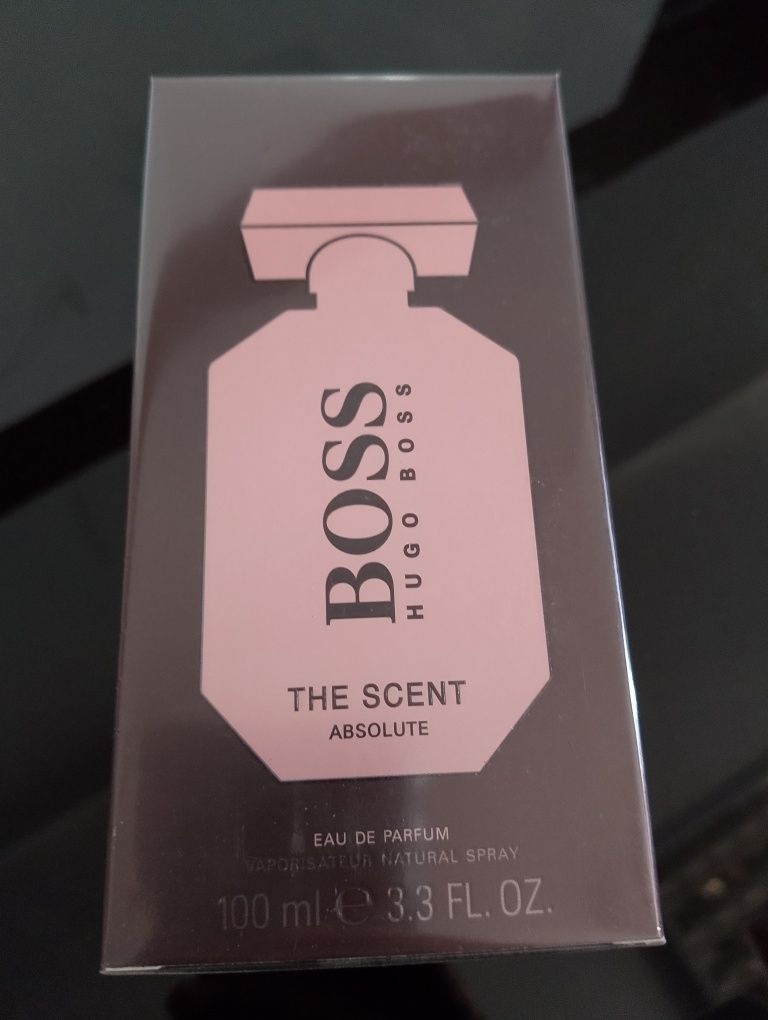 BOSS
HUGO BOSS
THE SCENT
ABSOLUTE
EAU DE PARFUM
VAPORISATEUR NATURAL SPRAY
100 ml ℮ 3.3 FL. OZ.